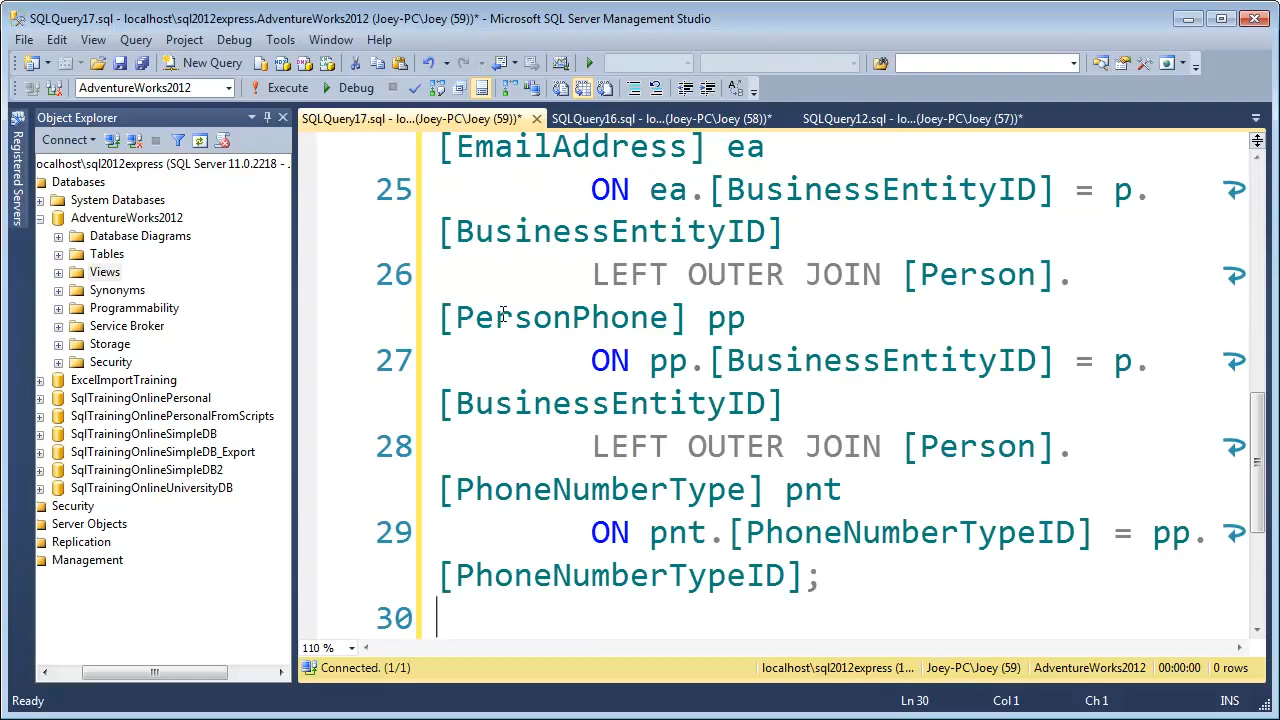 SQLQuery17.sql - localhost\sql2012express.AdventureWorks2012 (Joey-PC\Joey (59))* - Microsoft SQL Server Management Studio
File Edit View Query Project Debug Tools Window Help
New Query
AdventureWorks2012 Execute Debug
Registered Servers
Object Explorer
Connect
ocalhost\sql2012express (SQL Server 11.0.2218 - .
Databases
System Databases
AdventureWorks2012
Database Diagrams
Tables
Views
Synonyms
Programmability
Service Broker
Storage
Security
ExcelImportTraining
SqlTrainingOnlinePersonal
SqlTrainingOnlinePersonalFromScripts
SqlTrainingOnlineSimpleDB
SqlTrainingOnlineSimpleDB_Export
SqlTrainingOnlineSimpleDB2
SqlTrainingOnlineUniversityDB
Security
Server Objects
Replication
Management
SQLQuery17.sql - lo...(Joey-PC\Joey (59))* SQLQuery16.sql - lo...(Joey-PC\Joey (58))* SQLQuery12.sql - lo...(Joey-PC\Joey (57))*
[EmailAddress] ea
25 ON ea.[BusinessEntityID] = p.
[BusinessEntityID]
26 LEFT OUTER JOIN [Person].
[PersonPhone] pp
27 ON pp.[BusinessEntityID] = p.
[BusinessEntityID]
28 LEFT OUTER JOIN [Person].
[PhoneNumberType] pnt
29 ON pnt.[PhoneNumberTypeID] = pp.
[PhoneNumberTypeID];
30
110 %
Connected. (1/1) localhost\sql2012express (1... Joey-PC\Joey (59) AdventureWorks2012 00:00:00 0 rows
Ready Ln 30 Col 1 Ch 1 INS